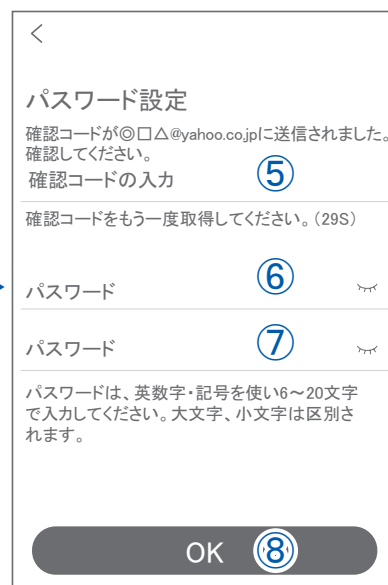 パスワード設定
確認コードが◎□△@yahoo.co.jpに送信されました。
確認してください。
確認コードの入力 ⑤
確認コードをもう一度取得してください。(29S)
パスワード ⑥
パスワード ⑦
パスワードは、英数字・記号を使い6～20文字
で入力してください。大文字、小文字は区別さ
れます。
OK ⑧